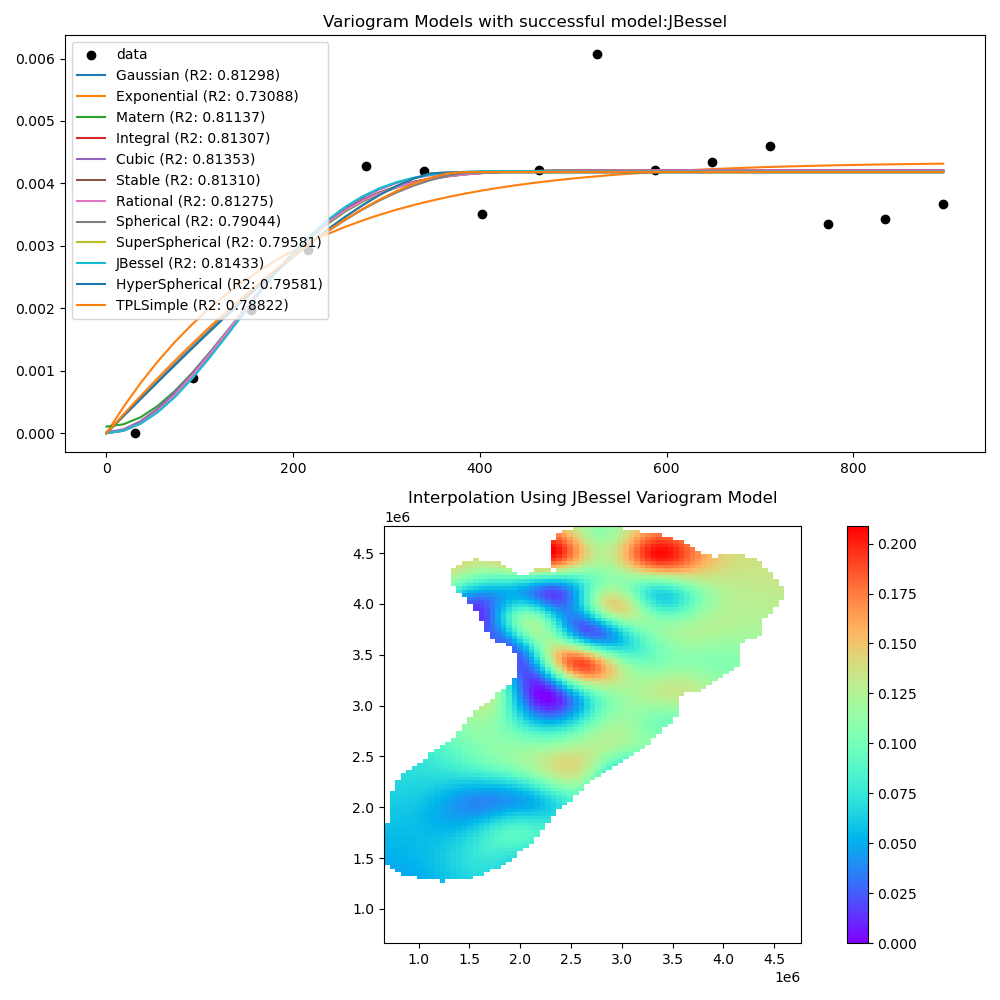 Variogram Models with successful model:JBessel
0.006
0.005
0.004
0.003
0.002
0.001
0.000
data
Gaussian (R2: 0.81298)
Exponential (R2: 0.73088)
Matern (R2: 0.81137)
Integral (R2: 0.81307)
Cubic (R2: 0.81353)
Stable (R2: 0.81310)
Rational (R2: 0.81275)
Spherical (R2: 0.79044)
SuperSpherical (R2: 0.79581)
JBessel (R2: 0.81433)
HyperSpherical (R2: 0.79581)
TPLSimple (R2: 0.78822)
0 200 400 600 800
Interpolation Using JBessel Variogram Model
1e6
4.5
4.0
3.5
3.0
2.5
2.0
1.5
1.0
1.0 1.5 2.0 2.5 3.0 3.5 4.0 4.5
1e6
0.200
0.175
0.150
0.125
0.100
0.075
0.050
0.025
0.000